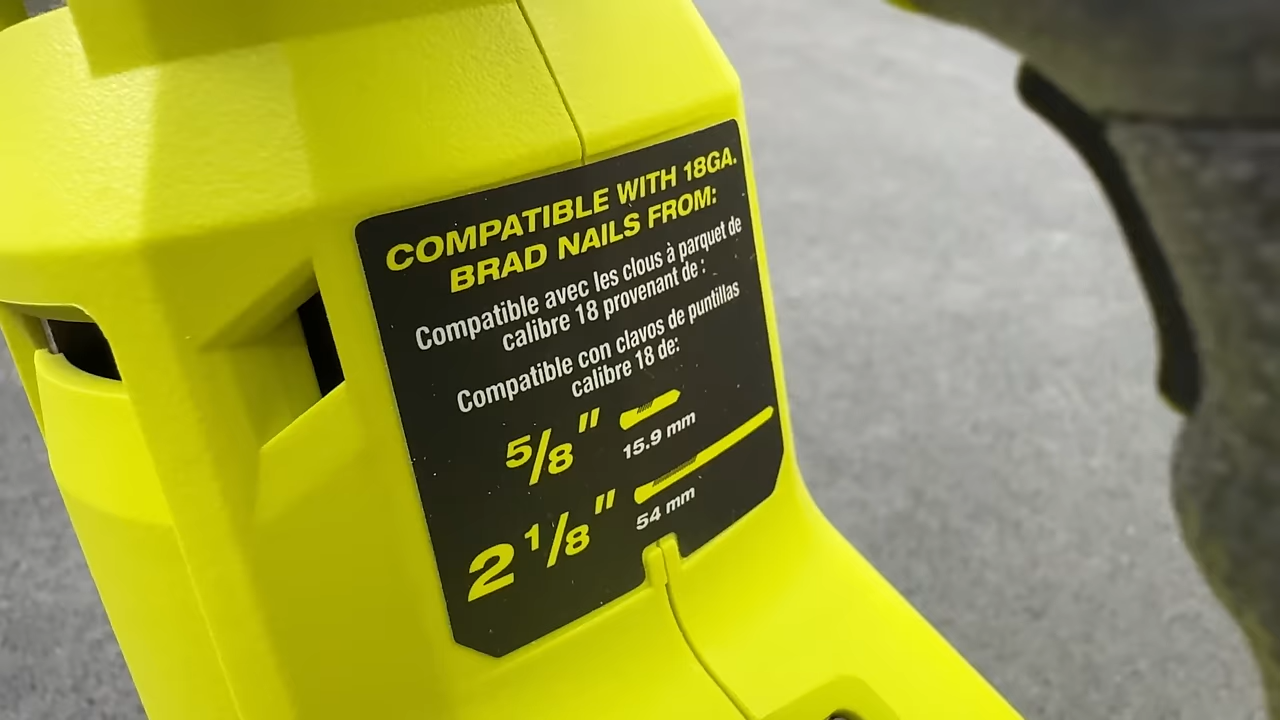 COMPATIBLE WITH 18GA.
BRAD NAILS FROM:
Compatible avec les clous à parquet de
calibre 18 provenant de :
Compatible con clavos de puntillas
calibre 18 de:
5/8"
15.9 mm
2 1/8"
54 mm